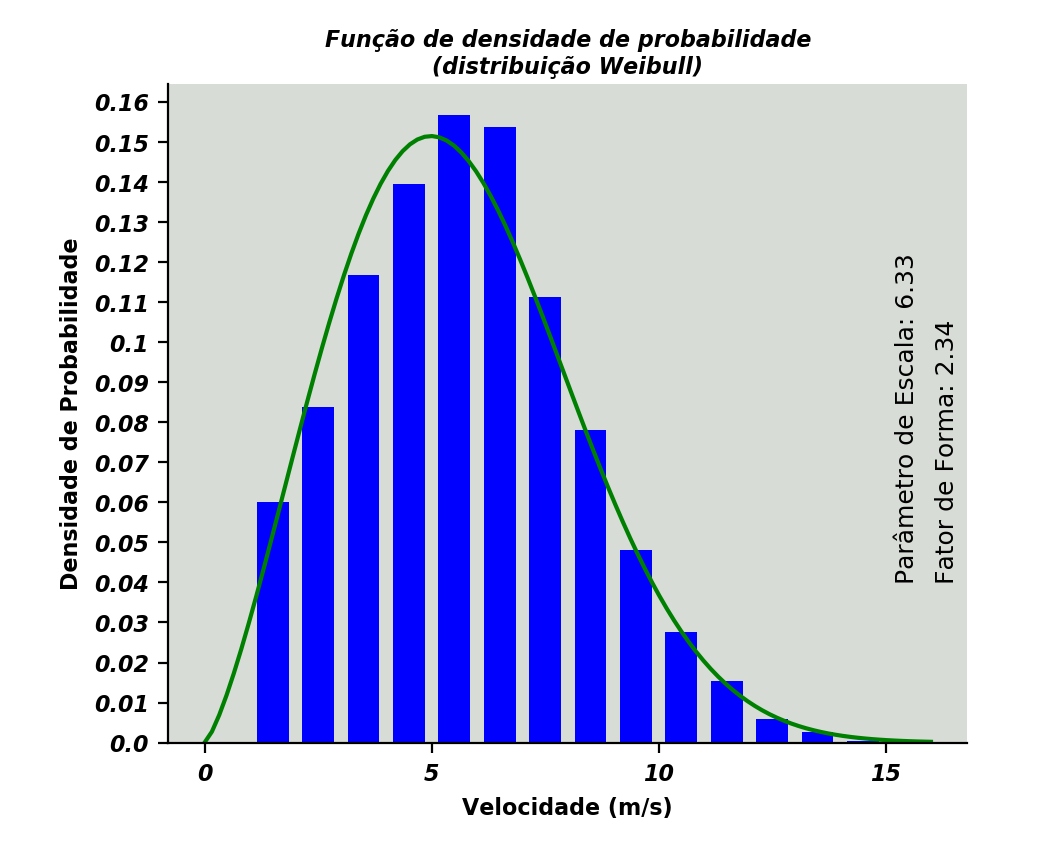 Função de densidade de probabilidade
(distribuição Weibull)
Densidade de Probabilidade
0.16
0.15
0.14
0.13
0.12
0.11
0.1
0.09
0.08
0.07
0.06
0.05
0.04
0.03
0.02
0.01
0.0
Parâmetro de Escala: 6.33
Fator de Forma: 2.34
0 5 10 15
Velocidade (m/s)